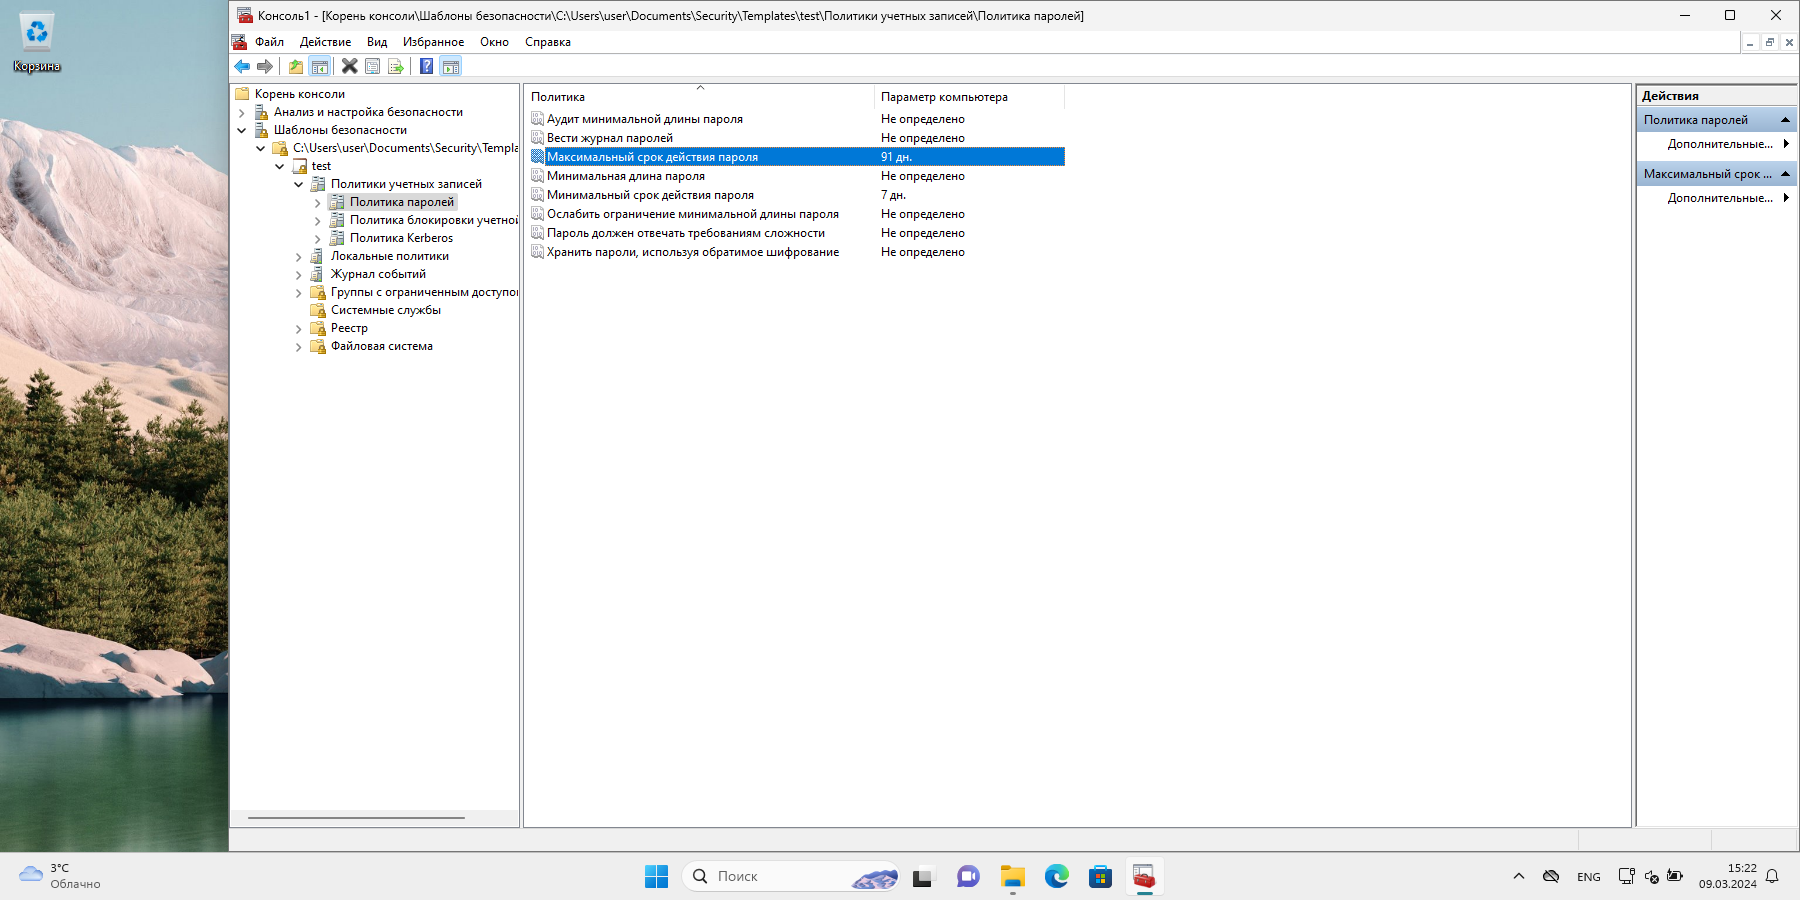 Корзина
Консоль1 - [Корень консоли\Шаблоны безопасности\C:\Users\user\Documents\Security\Templates\test\Политики учетных записей\Политика паролей]
Файл Действие Вид Избранное Окно Справка
Корень консоли
Анализ и настройка безопасности
Шаблоны безопасности
C:\Users\user\Documents\Security\Templa
test
Политики учетных записей
Политика паролей
Политика блокировки учетной
Политика Kerberos
Локальные политики
Журнал событий
Группы с ограниченным доступо
Системные службы
Реестр
Файловая система
Политика Параметр компьютера
Аудит минимальной длины пароля Не определено
Вести журнал паролей Не определено
Максимальный срок действия пароля 91 дн.
Минимальная длина пароля Не определено
Минимальный срок действия пароля 7 дн.
Ослабить ограничение минимальной длины пароля Не определено
Пароль должен отвечать требованиям сложности Не определено
Хранить пароли, используя обратимое шифрование Не определено
Действия
Политика паролей
Дополнительные...
Максимальный срок ...
Дополнительные...
3°C
Облачно
Поиск
ENG
15:22
09.03.2024